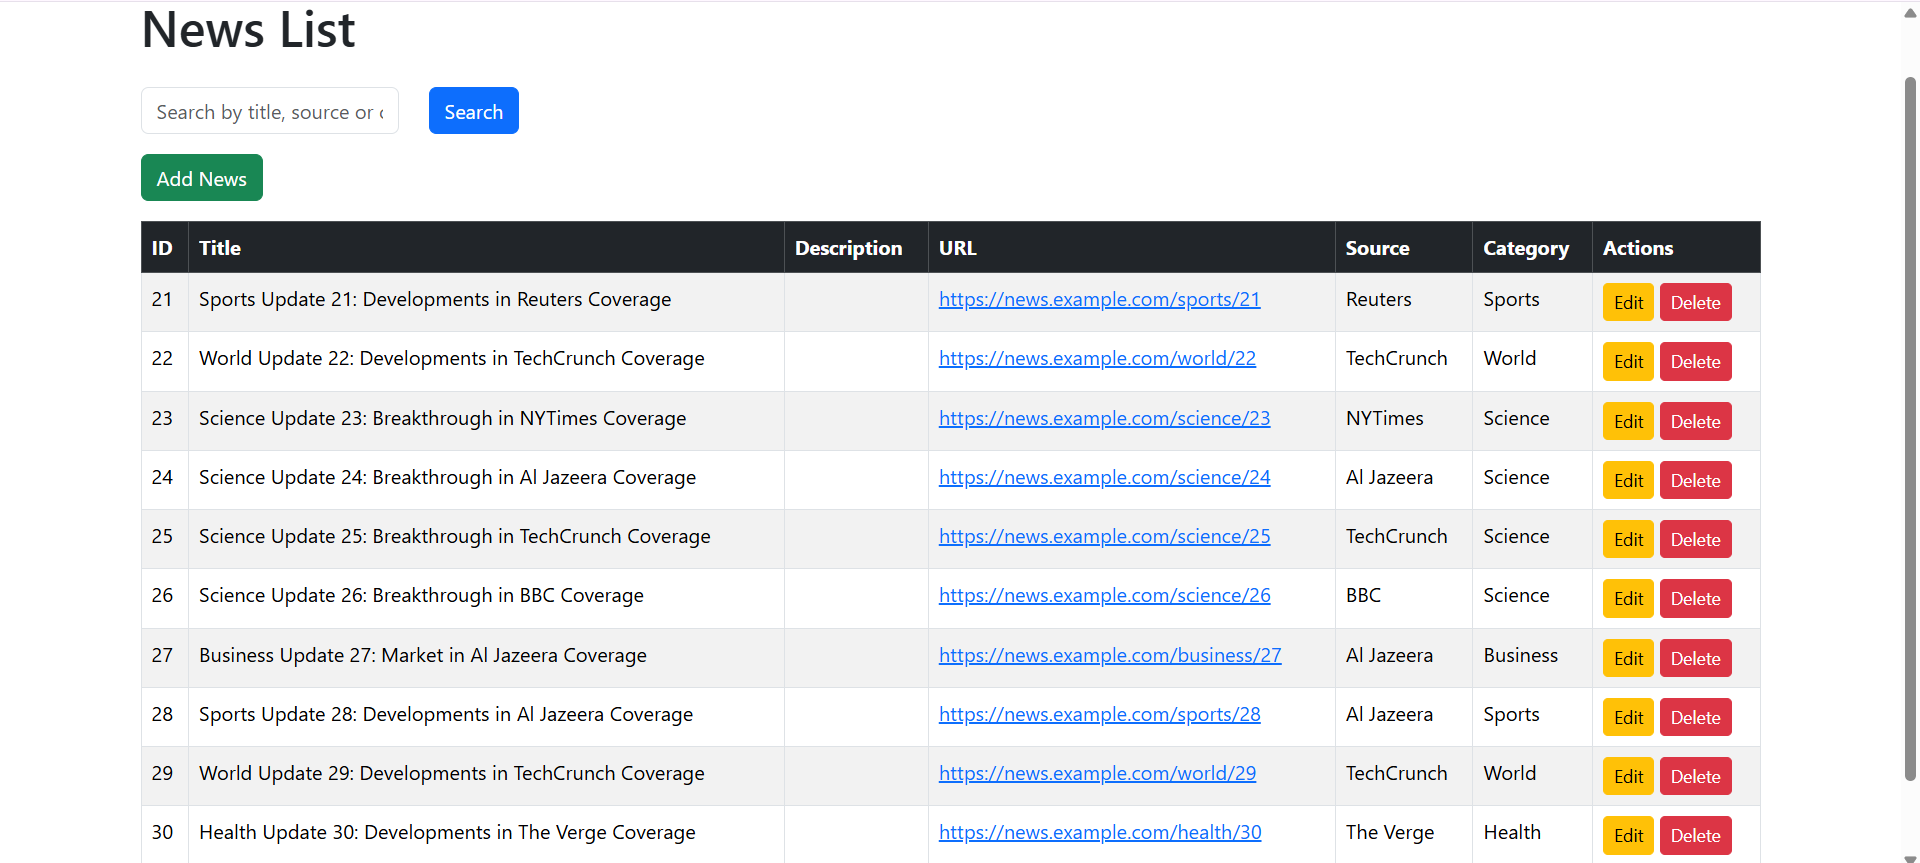 News List
Search by title, source or
Search
Add News
ID Title Description URL Source Category Actions
21 Sports Update 21: Developments in Reuters Coverage https://news.example.com/sports/21 Reuters Sports Edit Delete
22 World Update 22: Developments in TechCrunch Coverage https://news.example.com/world/22 TechCrunch World Edit Delete
23 Science Update 23: Breakthrough in NYTimes Coverage https://news.example.com/science/23 NYTimes Science Edit Delete
24 Science Update 24: Breakthrough in Al Jazeera Coverage https://news.example.com/science/24 Al Jazeera Science Edit Delete
25 Science Update 25: Breakthrough in TechCrunch Coverage https://news.example.com/science/25 TechCrunch Science Edit Delete
26 Science Update 26: Breakthrough in BBC Coverage https://news.example.com/science/26 BBC Science Edit Delete
27 Business Update 27: Market in Al Jazeera Coverage https://news.example.com/business/27 Al Jazeera Business Edit Delete
28 Sports Update 28: Developments in Al Jazeera Coverage https://news.example.com/sports/28 Al Jazeera Sports Edit Delete
29 World Update 29: Developments in TechCrunch Coverage https://news.example.com/world/29 TechCrunch World Edit Delete
30 Health Update 30: Developments in The Verge Coverage https://news.example.com/health/30 The Verge Health Edit Delete